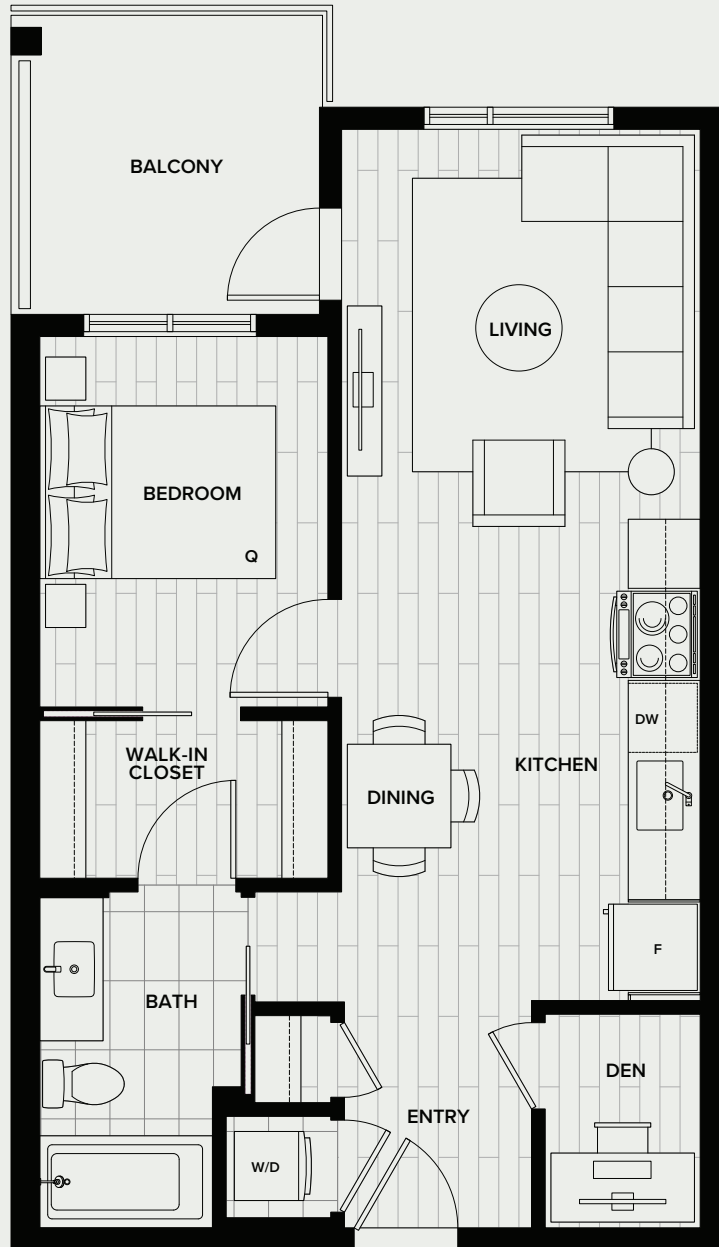 BALCONY
LIVING
BEDROOM
Q
DW
WALK-IN
CLOSET
KITCHEN
DINING
F
BATH
DEN
ENTRY
W/D